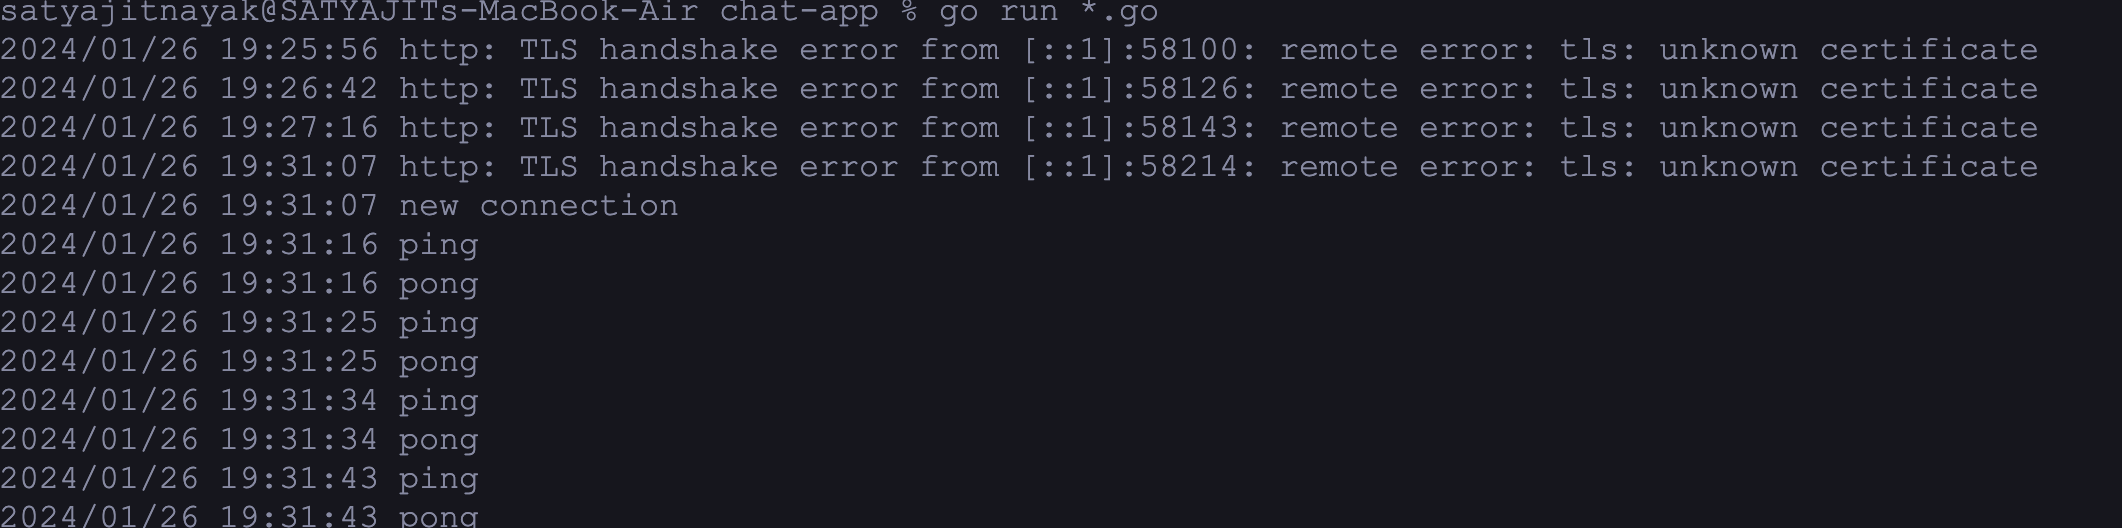 satyajitnayak@SATYAJITs-MacBook-Air chat-app % go run *.go
2024/01/26 19:25:56 http: TLS handshake error from [::1]:58100: remote error: tls: unknown certificate
2024/01/26 19:26:42 http: TLS handshake error from [::1]:58126: remote error: tls: unknown certificate
2024/01/26 19:27:16 http: TLS handshake error from [::1]:58143: remote error: tls: unknown certificate
2024/01/26 19:31:07 http: TLS handshake error from [::1]:58214: remote error: tls: unknown certificate
2024/01/26 19:31:07 new connection
2024/01/26 19:31:16 ping
2024/01/26 19:31:16 pong
2024/01/26 19:31:25 ping
2024/01/26 19:31:25 pong
2024/01/26 19:31:34 ping
2024/01/26 19:31:34 pong
2024/01/26 19:31:43 ping
2024/01/26 19:31:43 pong